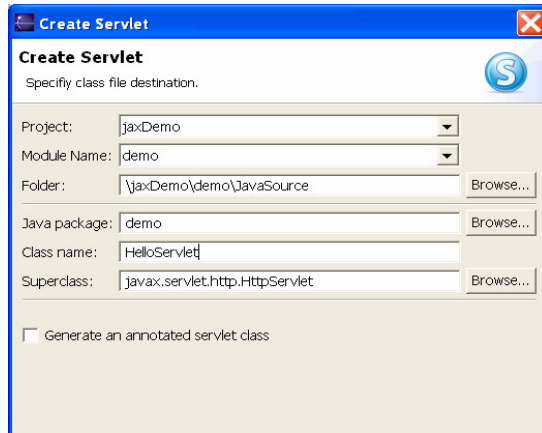 Create Servlet
Create Servlet
Specifiy class file destination.
S
Project: jaxDemo
Module Name: demo
Folder: \jaxDemo\demo\JavaSource Browse...
Java package: demo Browse...
Class name: HelloServlet
Superclass: javax.servlet.http.HttpServlet Browse...
Generate an annotated servlet class